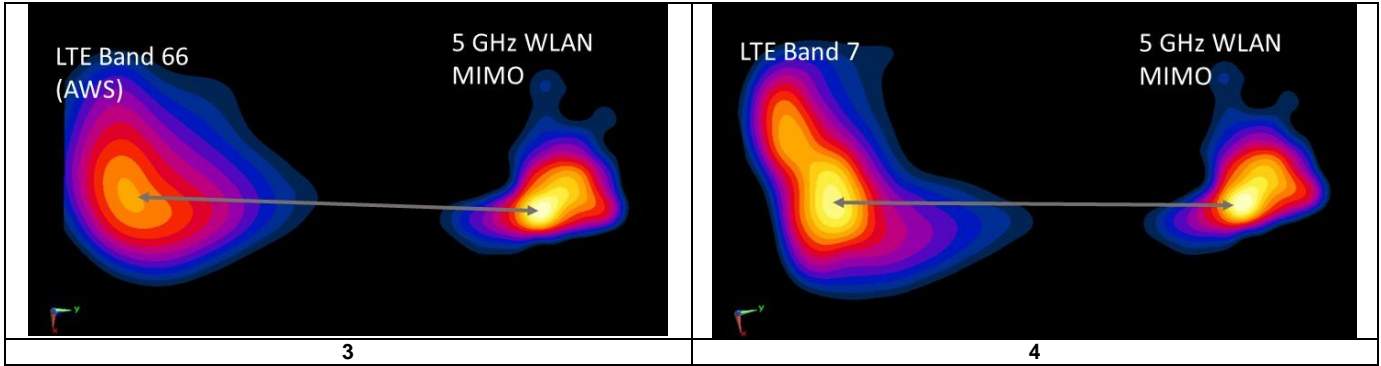 LTE Band 66
(AWS)
5 GHz WLAN
MIMO
y
x
3
LTE Band 7
5 GHz WLAN
MIMO
y
x
4